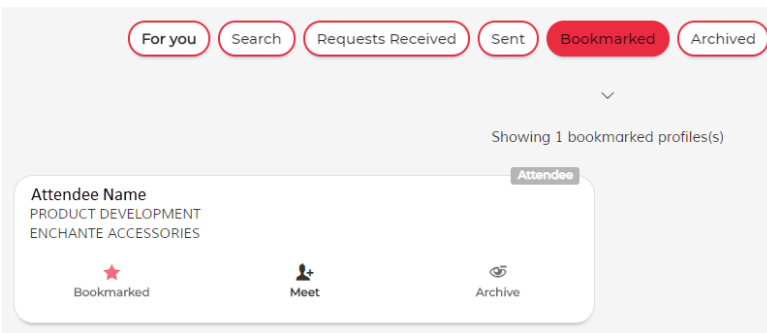 For you
Search
Requests Received
Sent
Bookmarked
Archived
Showing 1 bookmarked profiles(s)
Attendee
Attendee Name
PRODUCT DEVELOPMENT
ENCHANTE ACCESSORIES
Bookmarked
Meet
Archive